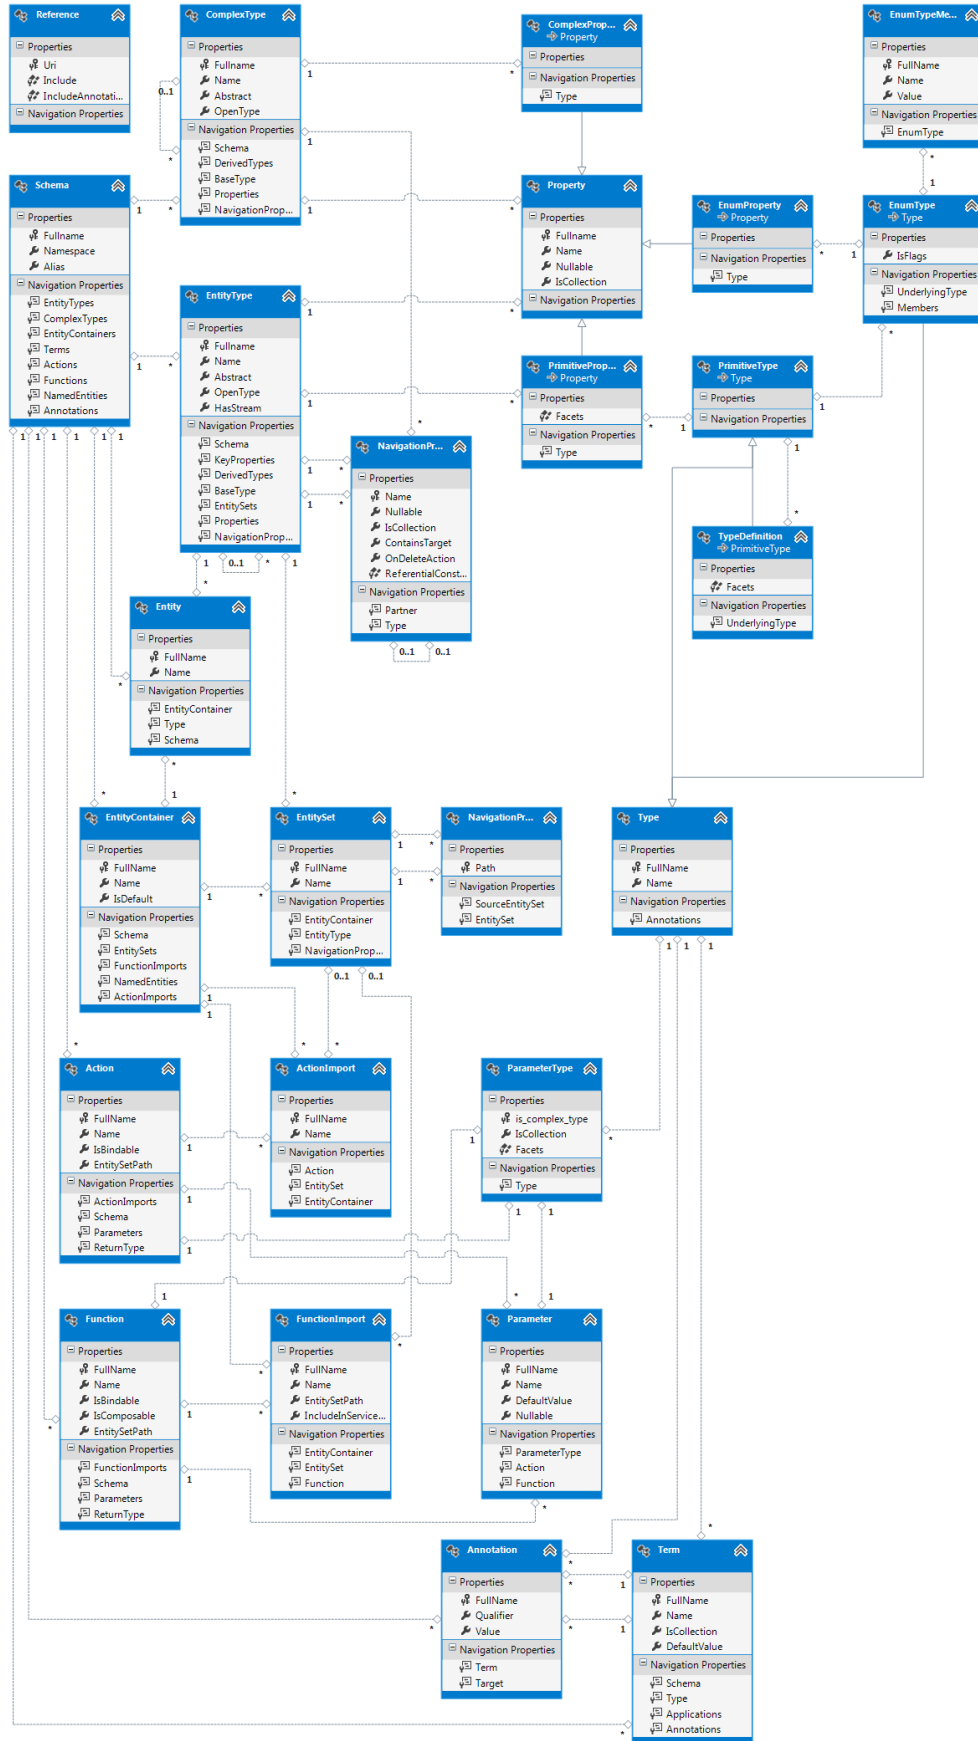 Reference
Properties
Uri
Include
IncludeAnnotati...
Navigation Properties
ComplexType
Properties
Fullname
Name
Abstract
OpenType
Navigation Properties
Schema
DerivedTypes
BaseType
Properties
NavigationProp...
ComplexProp...
Property
Properties
Navigation Properties
Type
EnumTypeMe...
Properties
FullName
Name
Value
Navigation Properties
EnumType
Schema
Properties
Fullname
Namespace
Alias
Navigation Properties
EntityTypes
ComplexTypes
EntityContainers
Terms
Actions
Functions
NamedEntities
Annotations
Property
Properties
Fullname
Name
Nullable
IsCollection
Navigation Properties
EnumProperty
Property
Properties
Navigation Properties
Type
EnumType
Type
Properties
IsFlags
Navigation Properties
UnderlyingType
Members
EntityType
Properties
Fullname
Name
Abstract
OpenType
HasStream
Navigation Properties
Schema
KeyProperties
DerivedTypes
BaseType
EntitySets
Properties
NavigationProp...
PrimitiveProp...
Property
Properties
Facets
Navigation Properties
Type
PrimitiveType
Type
Properties
Navigation Properties
NavigationPr...
Properties
Name
Nullable
IsCollection
ContainsTarget
OnDeleteAction
ReferentialConst...
Navigation Properties
Partner
Type
TypeDefinition
PrimitiveType
Properties
Facets
Navigation Properties
UnderlyingType
Entity
Properties
FullName
Name
Navigation Properties
EntityContainer
Type
Schema
EntityContainer
Properties
FullName
Name
IsDefault
Navigation Properties
Schema
EntitySets
FunctionImports
NamedEntities
ActionImports
EntitySet
Properties
FullName
Name
Navigation Properties
EntityContainer
EntityType
NavigationProp...
NavigationPr...
Properties
Path
Navigation Properties
SourceEntitySet
EntitySet
Type
Properties
FullName
Name
Navigation Properties
Annotations
Action
Properties
FullName
Name
IsBindable
EntitySetPath
Navigation Properties
ActionImports
Schema
Parameters
ReturnType
ActionImport
Properties
FullName
Name
Navigation Properties
Action
EntitySet
EntityContainer
ParameterType
Properties
is_complex_type
IsCollection
Facets
Navigation Properties
Type
Function
Properties
FullName
Name
IsBindable
IsComposable
EntitySetPath
Navigation Properties
FunctionImports
Schema
Parameters
ReturnType
FunctionImport
Properties
FullName
Name
EntitySetPath
IncludeInService...
Navigation Properties
EntityContainer
EntitySet
Function
Parameter
Properties
FullName
Name
DefaultValue
Nullable
Navigation Properties
ParameterType
Action
Function
Annotation
Properties
FullName
Qualifier
Value
Navigation Properties
Term
Target
Term
Properties
FullName
Name
IsCollection
DefaultValue
Navigation Properties
Schema
Type
Applications
Annotations